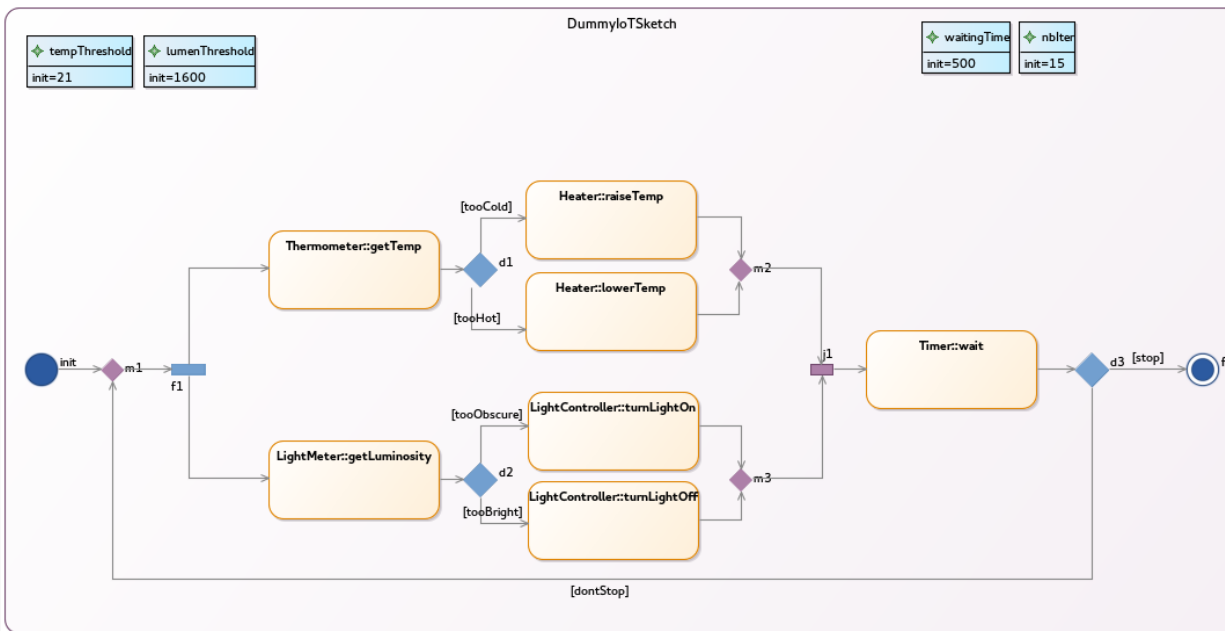 DummyIoTSketch
tempThreshold
init=21
lumenThreshold
init=1600
waitingTime
init=500
nbIter
init=15
init
m1
f1
Thermometer::getTemp
d1
[tooCold]
Heater::raiseTemp
[tooHot]
Heater::lowerTemp
m2
LightMeter::getLuminosity
d2
[tooObscure]
LightController::turnLightOn
[tooBright]
LightController::turnLightOff
m3
j1
Timer::wait
d3
[stop]
f
[dontStop]